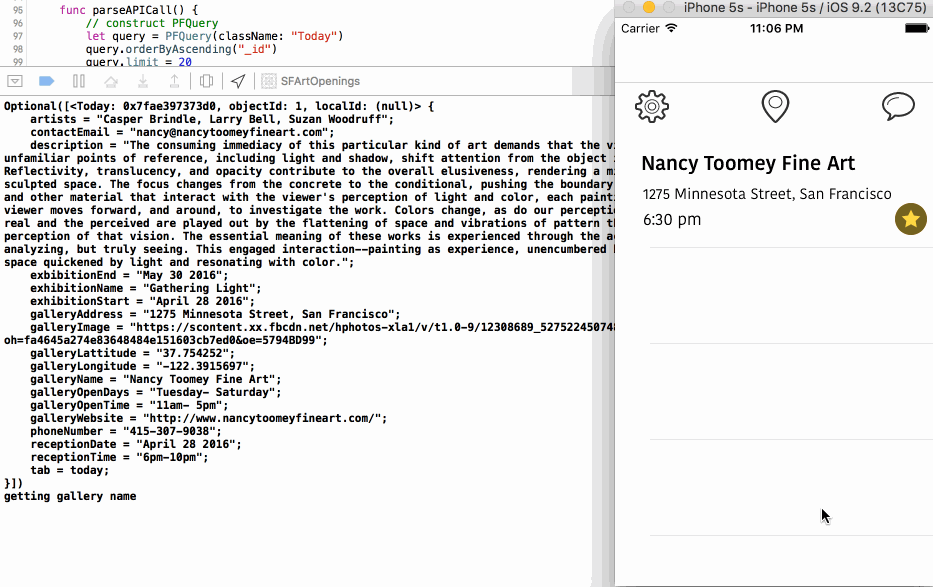 95 func parseAPICall() {
96 // construct PFQuery
97 let query = PFQuery(className: "Today")
98 query.orderByAscending("_id")
99 query.limit = 20
SFArtOpenings
Optional([<Today: 0x7fae397373d0, objectId: 1, localId: (null)> {
artists = "Casper Brindle, Larry Bell, Suzan Woodruff";
contactEmail = "nancy@nancytoomeyfineart.com";
description = "The consuming immediacy of this particular kind of art demands that the
unfamiliar points of reference, including light and shadow, shift attention from the object
Reflectivity, translucency, and opacity contribute to the overall elusiveness, rendering a
sculpted space. The focus changes from the concrete to the conditional, pushing the boundary
and other material that interact with the viewer's perception of light and color, each
viewer moves forward, and around, to investigate the work. Colors change, as do our
real and the perceived are played out by the flattening of space and vibrations of pattern
perception of that vision. The essential meaning of these works is experienced through the
analyzing, but truly seeing. This engaged interaction--painting as experience, unencumbered
space quickened by light and resonating with color.";
exbibitionEnd = "May 30 2016";
exhibitionName = "Gathering Light";
exhibitionStart = "April 28 2016";
galleryAddress = "1275 Minnesota Street, San Francisco";
galleryImage = "https://scontent.xx.fbcdn.net/hphotos-xla1/v/t1.0-9/12308689_527522450748
oh=fa4645a274e83648484e151603cb7ed0&oe=5794BD99";
galleryLattitude = "37.754252";
galleryLongitude = "-122.3915697";
galleryName = "Nancy Toomey Fine Art";
galleryOpenDays = "Tuesday- Saturday";
galleryOpenTime = "11am- 5pm";
galleryWebsite = "http://www.nancytoomeyfineart.com/";
phoneNumber = "415-307-9038";
receptionDate = "April 28 2016";
receptionTime = "6pm-10pm";
tab = today;
}])
getting gallery name
iPhone 5s - iPhone 5s / iOS 9.2 (13C75)
Carrier 11:06 PM
Nancy Toomey Fine Art
1275 Minnesota Street, San Francisco
6:30 pm